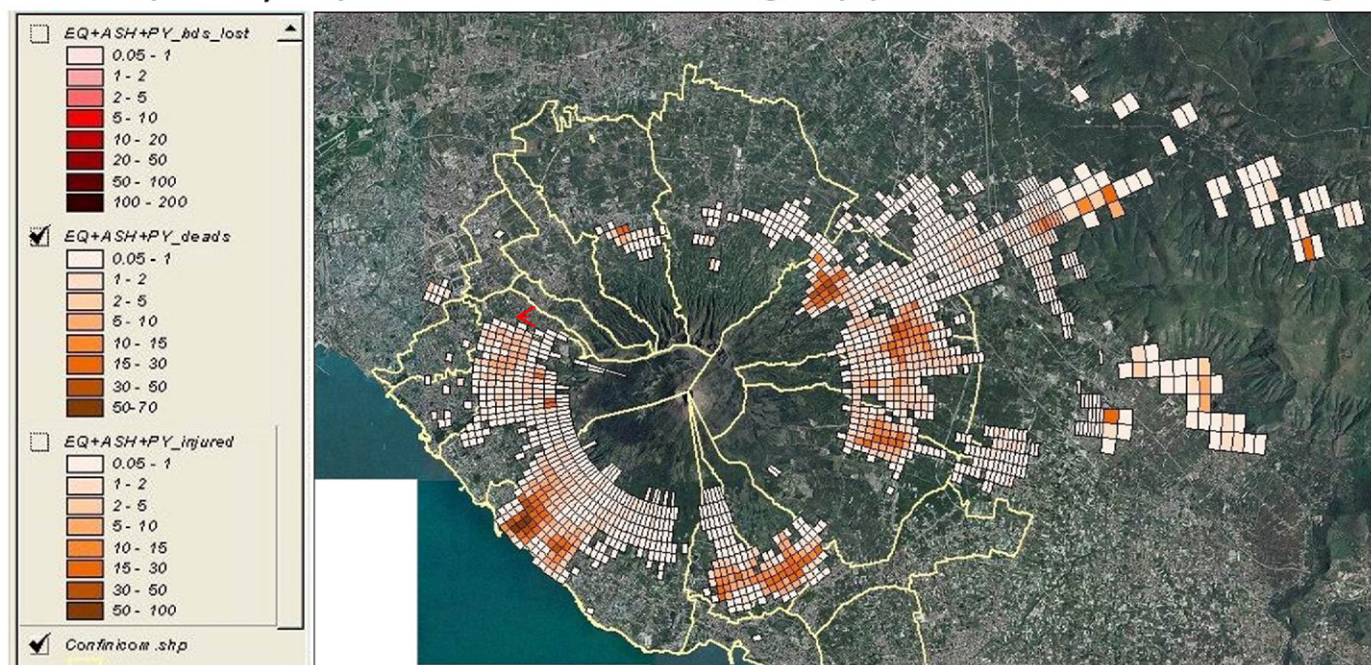 EQ+ASH+PY_bds_lost
0.05 - 1
1 - 2
2 - 5
5 - 10
10 - 20
20 - 50
50 - 100
100 - 200
EQ+ASH+PY_deads
0.05 - 1
1 - 2
2 - 5
5 - 10
10 - 15
15 - 30
30 - 50
50-70
EQ+ASH+PY_injured
0.05 - 1
1 - 2
2 - 5
5 - 10
10 - 15
15 - 30
30 - 50
50 - 100
Confinicom.shp